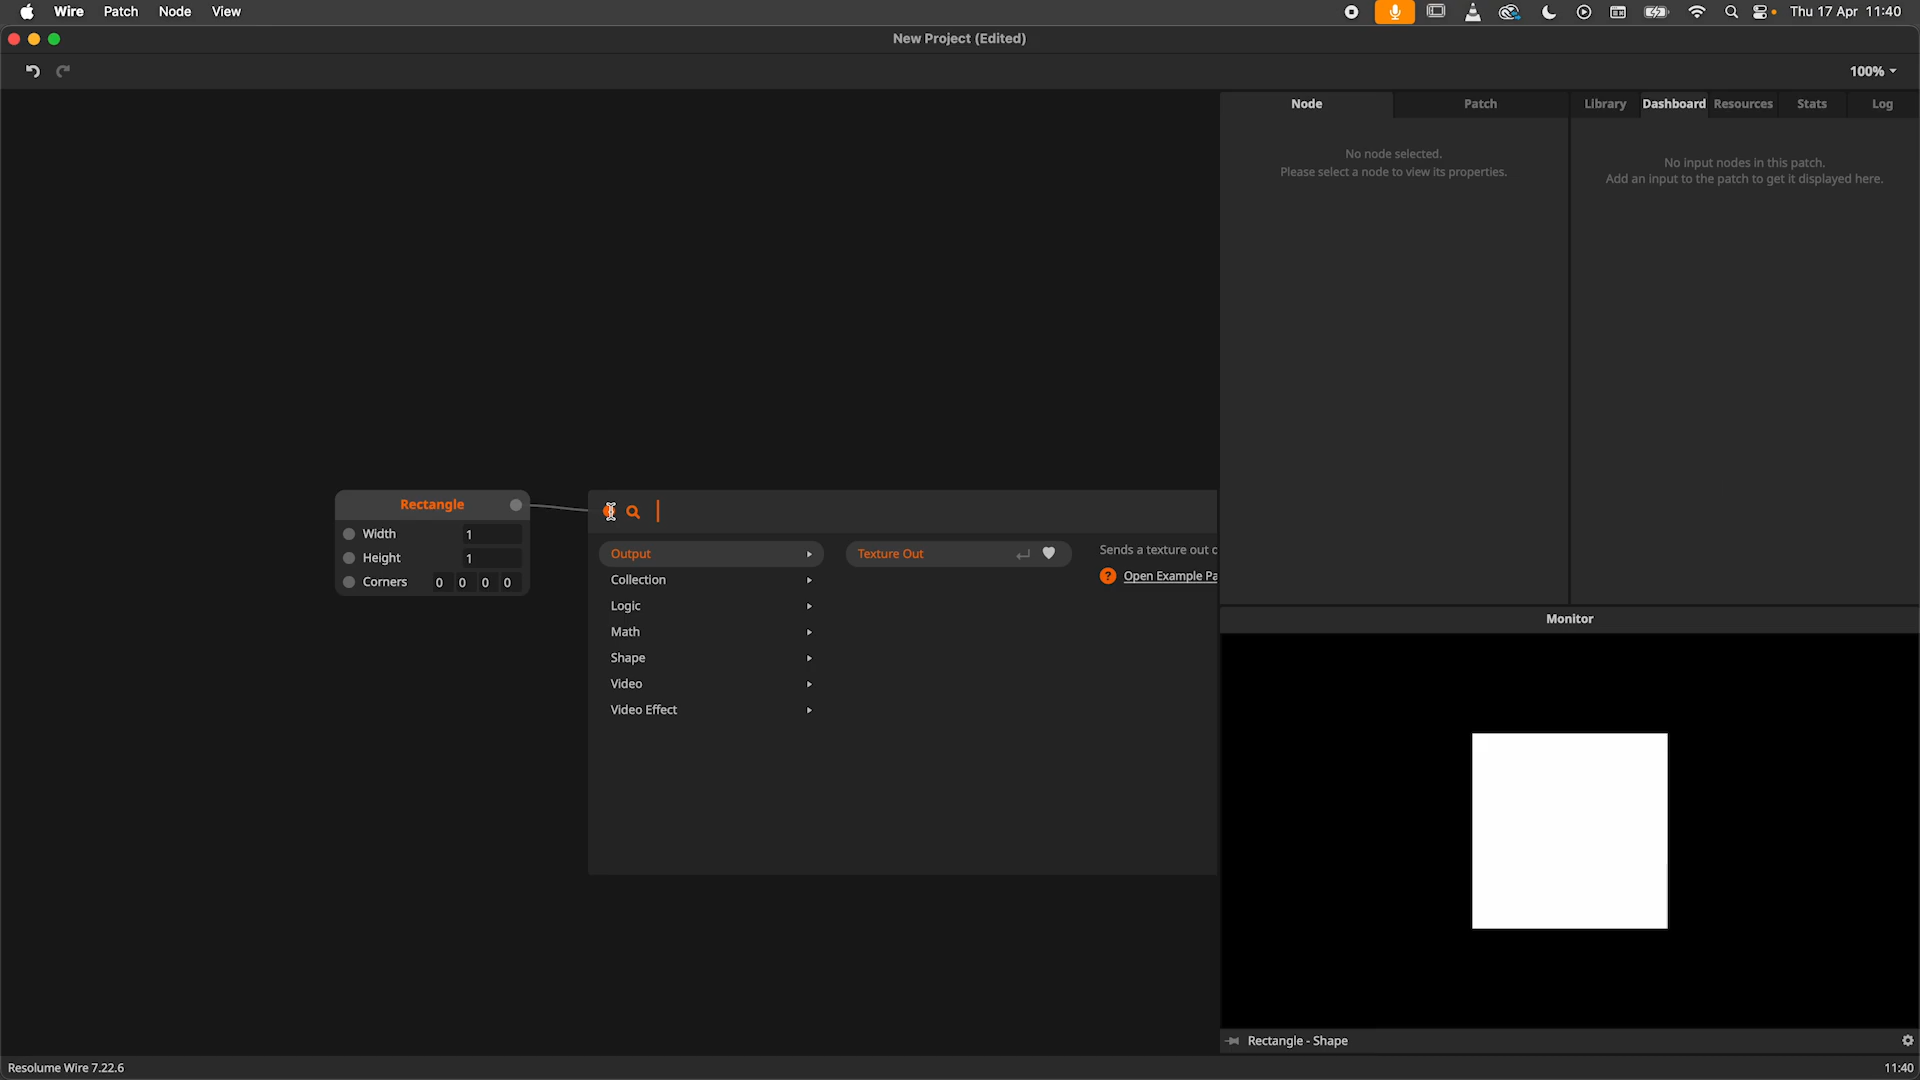 Wire Patch Node View Thu 17 Apr 11:40
New Project (Edited)
100%
Node Patch Library Dashboard Resources Stats Log
No node selected.
Please select a node to view its properties.
No input nodes in this patch.
Add an input to the patch to get it displayed here.
Rectangle
Width 1
Height 1
Corners 0 0 0 0
Output
Collection
Logic
Math
Shape
Video
Video Effect
Texture Out
Sends a texture out o
? Open Example Pa
Monitor
Rectangle - Shape
Resolume Wire 7.22.6 11:40